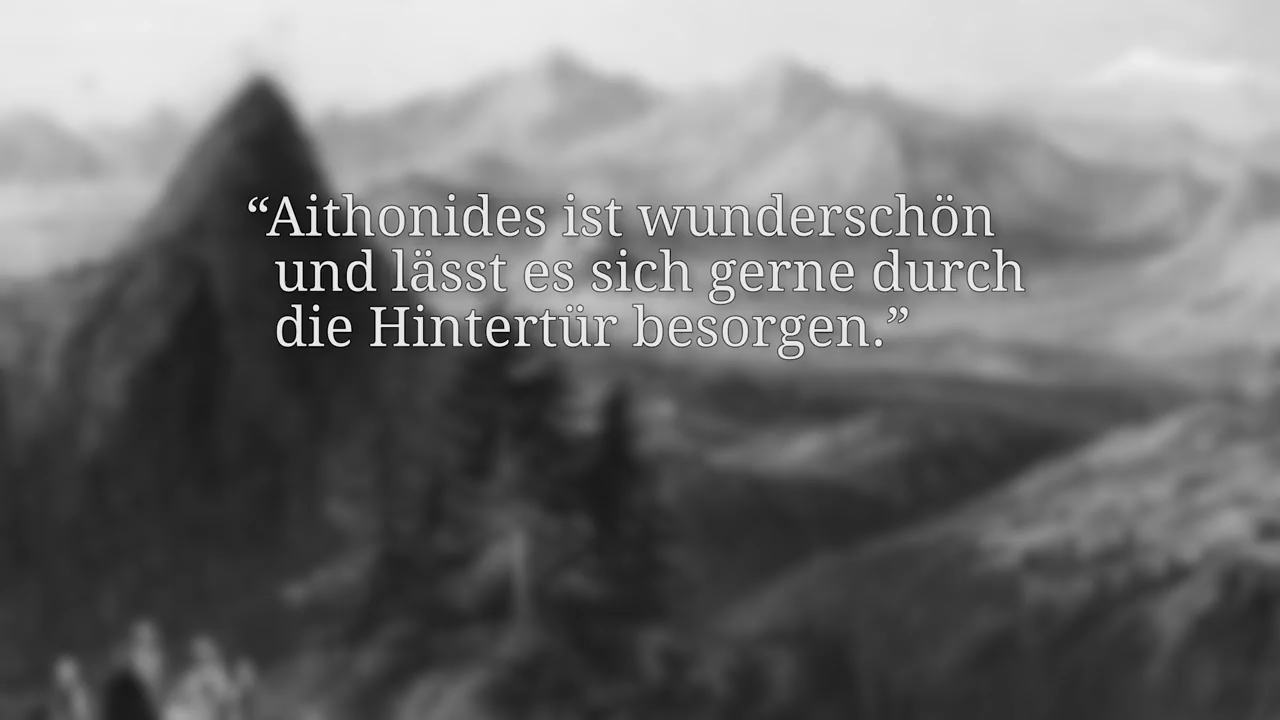 “Aithonides ist wunderschön
und lässt es sich gerne durch
die Hintertür besorgen.”